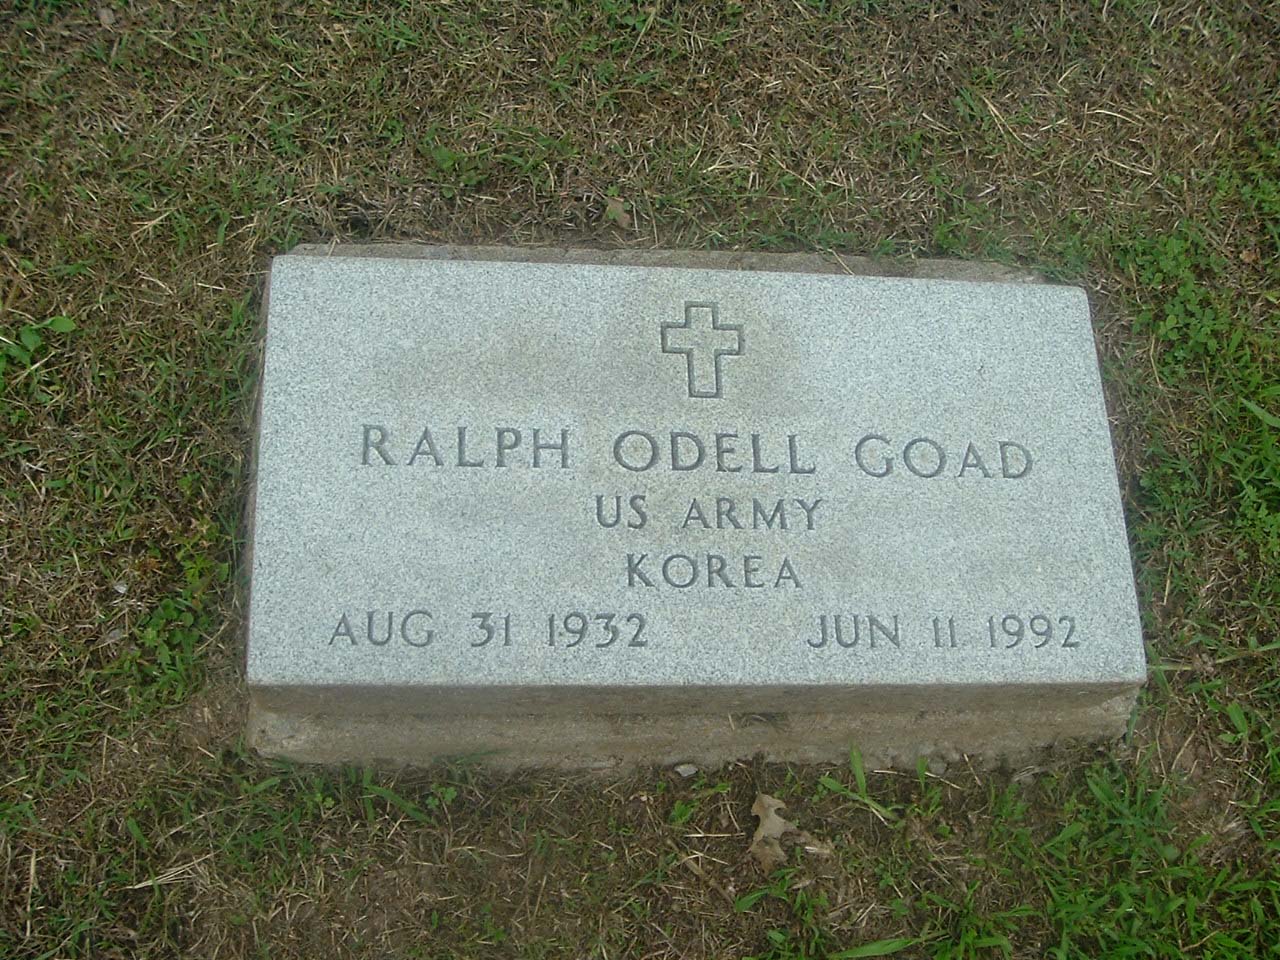 RALPH ODELL GOAD
US ARMY
KOREA
AUG 31 1932 JUN 11 1992